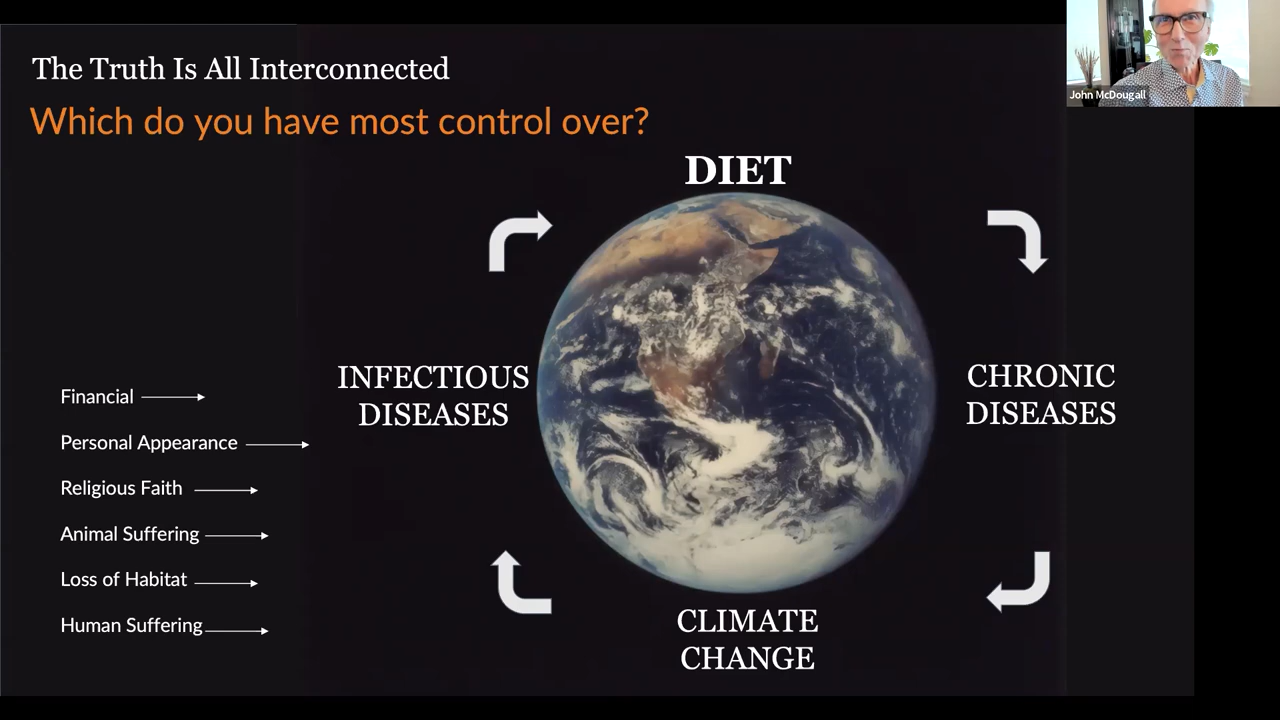 The Truth Is All Interconnected
Which do you have most control over?
John McDougall
DIET
INFECTIOUS
DISEASES
CHRONIC
DISEASES
Financial
Personal Appearance
Religious Faith
Animal Suffering
Loss of Habitat
Human Suffering
CLIMATE
CHANGE